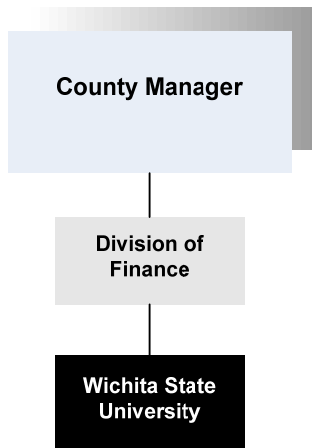 County Manager
Division of
Finance
Wichita State
University